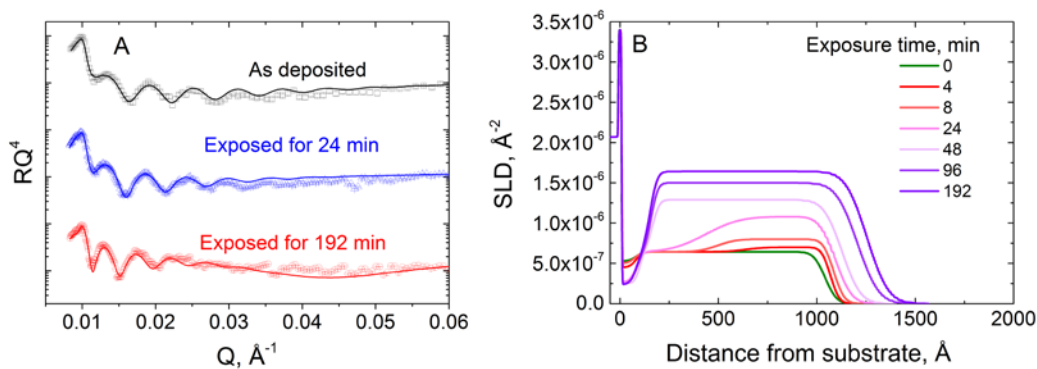 A
As deposited
Exposed for 24 min
Exposed for 192 min
RQ⁴
0.01 0.02 0.03 0.04 0.05 0.06
Q, Å⁻¹
B
Exposure time, min
0
4
8
24
48
96
192
3.5x10⁻⁶
3.0x10⁻⁶
2.5x10⁻⁶
2.0x10⁻⁶
1.5x10⁻⁶
1.0x10⁻⁶
5.0x10⁻⁷
0.0
SLD, Å⁻²
0 500 1000 1500 2000
Distance from substrate, Å